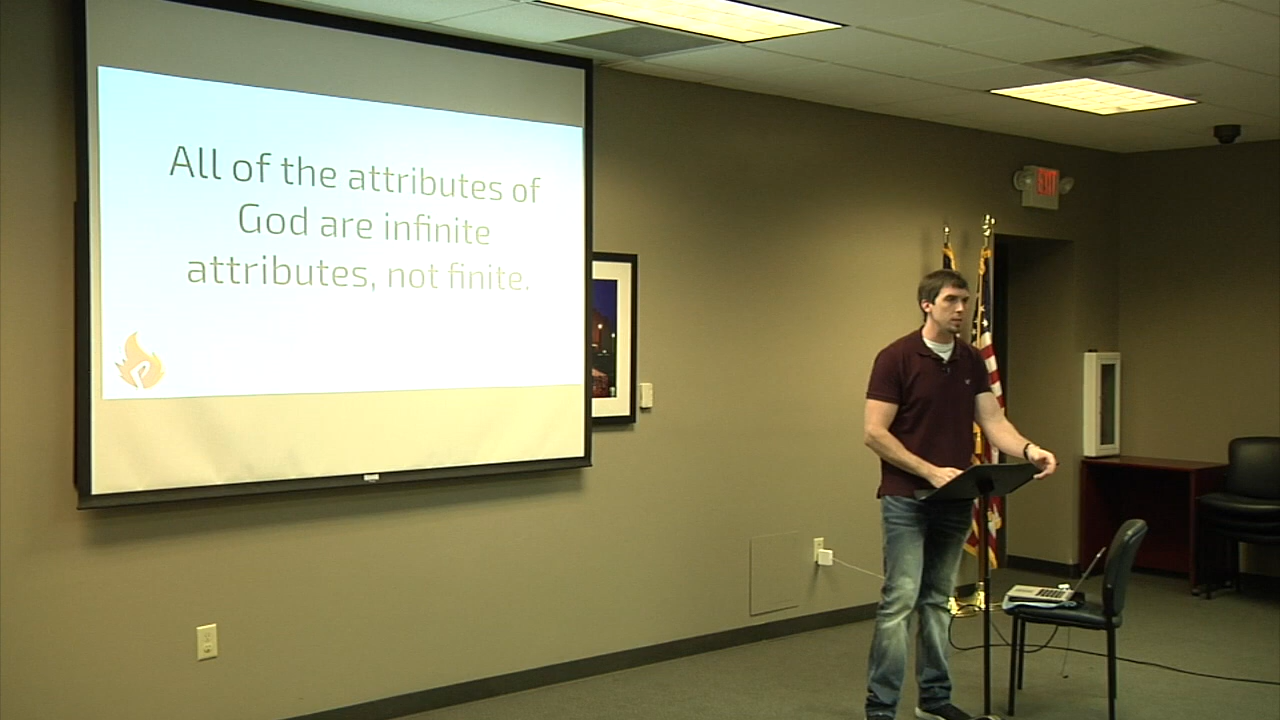 All of the attributes of
God are infinite
attributes, not finite.
EXIT